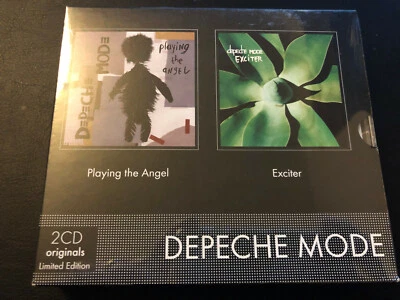 DEPECHE MODE
playing
the
angel
depeche mode
EXCITER
Playing the Angel
Exciter
2CD
originals
Limited Edition
DEPECHE MODE